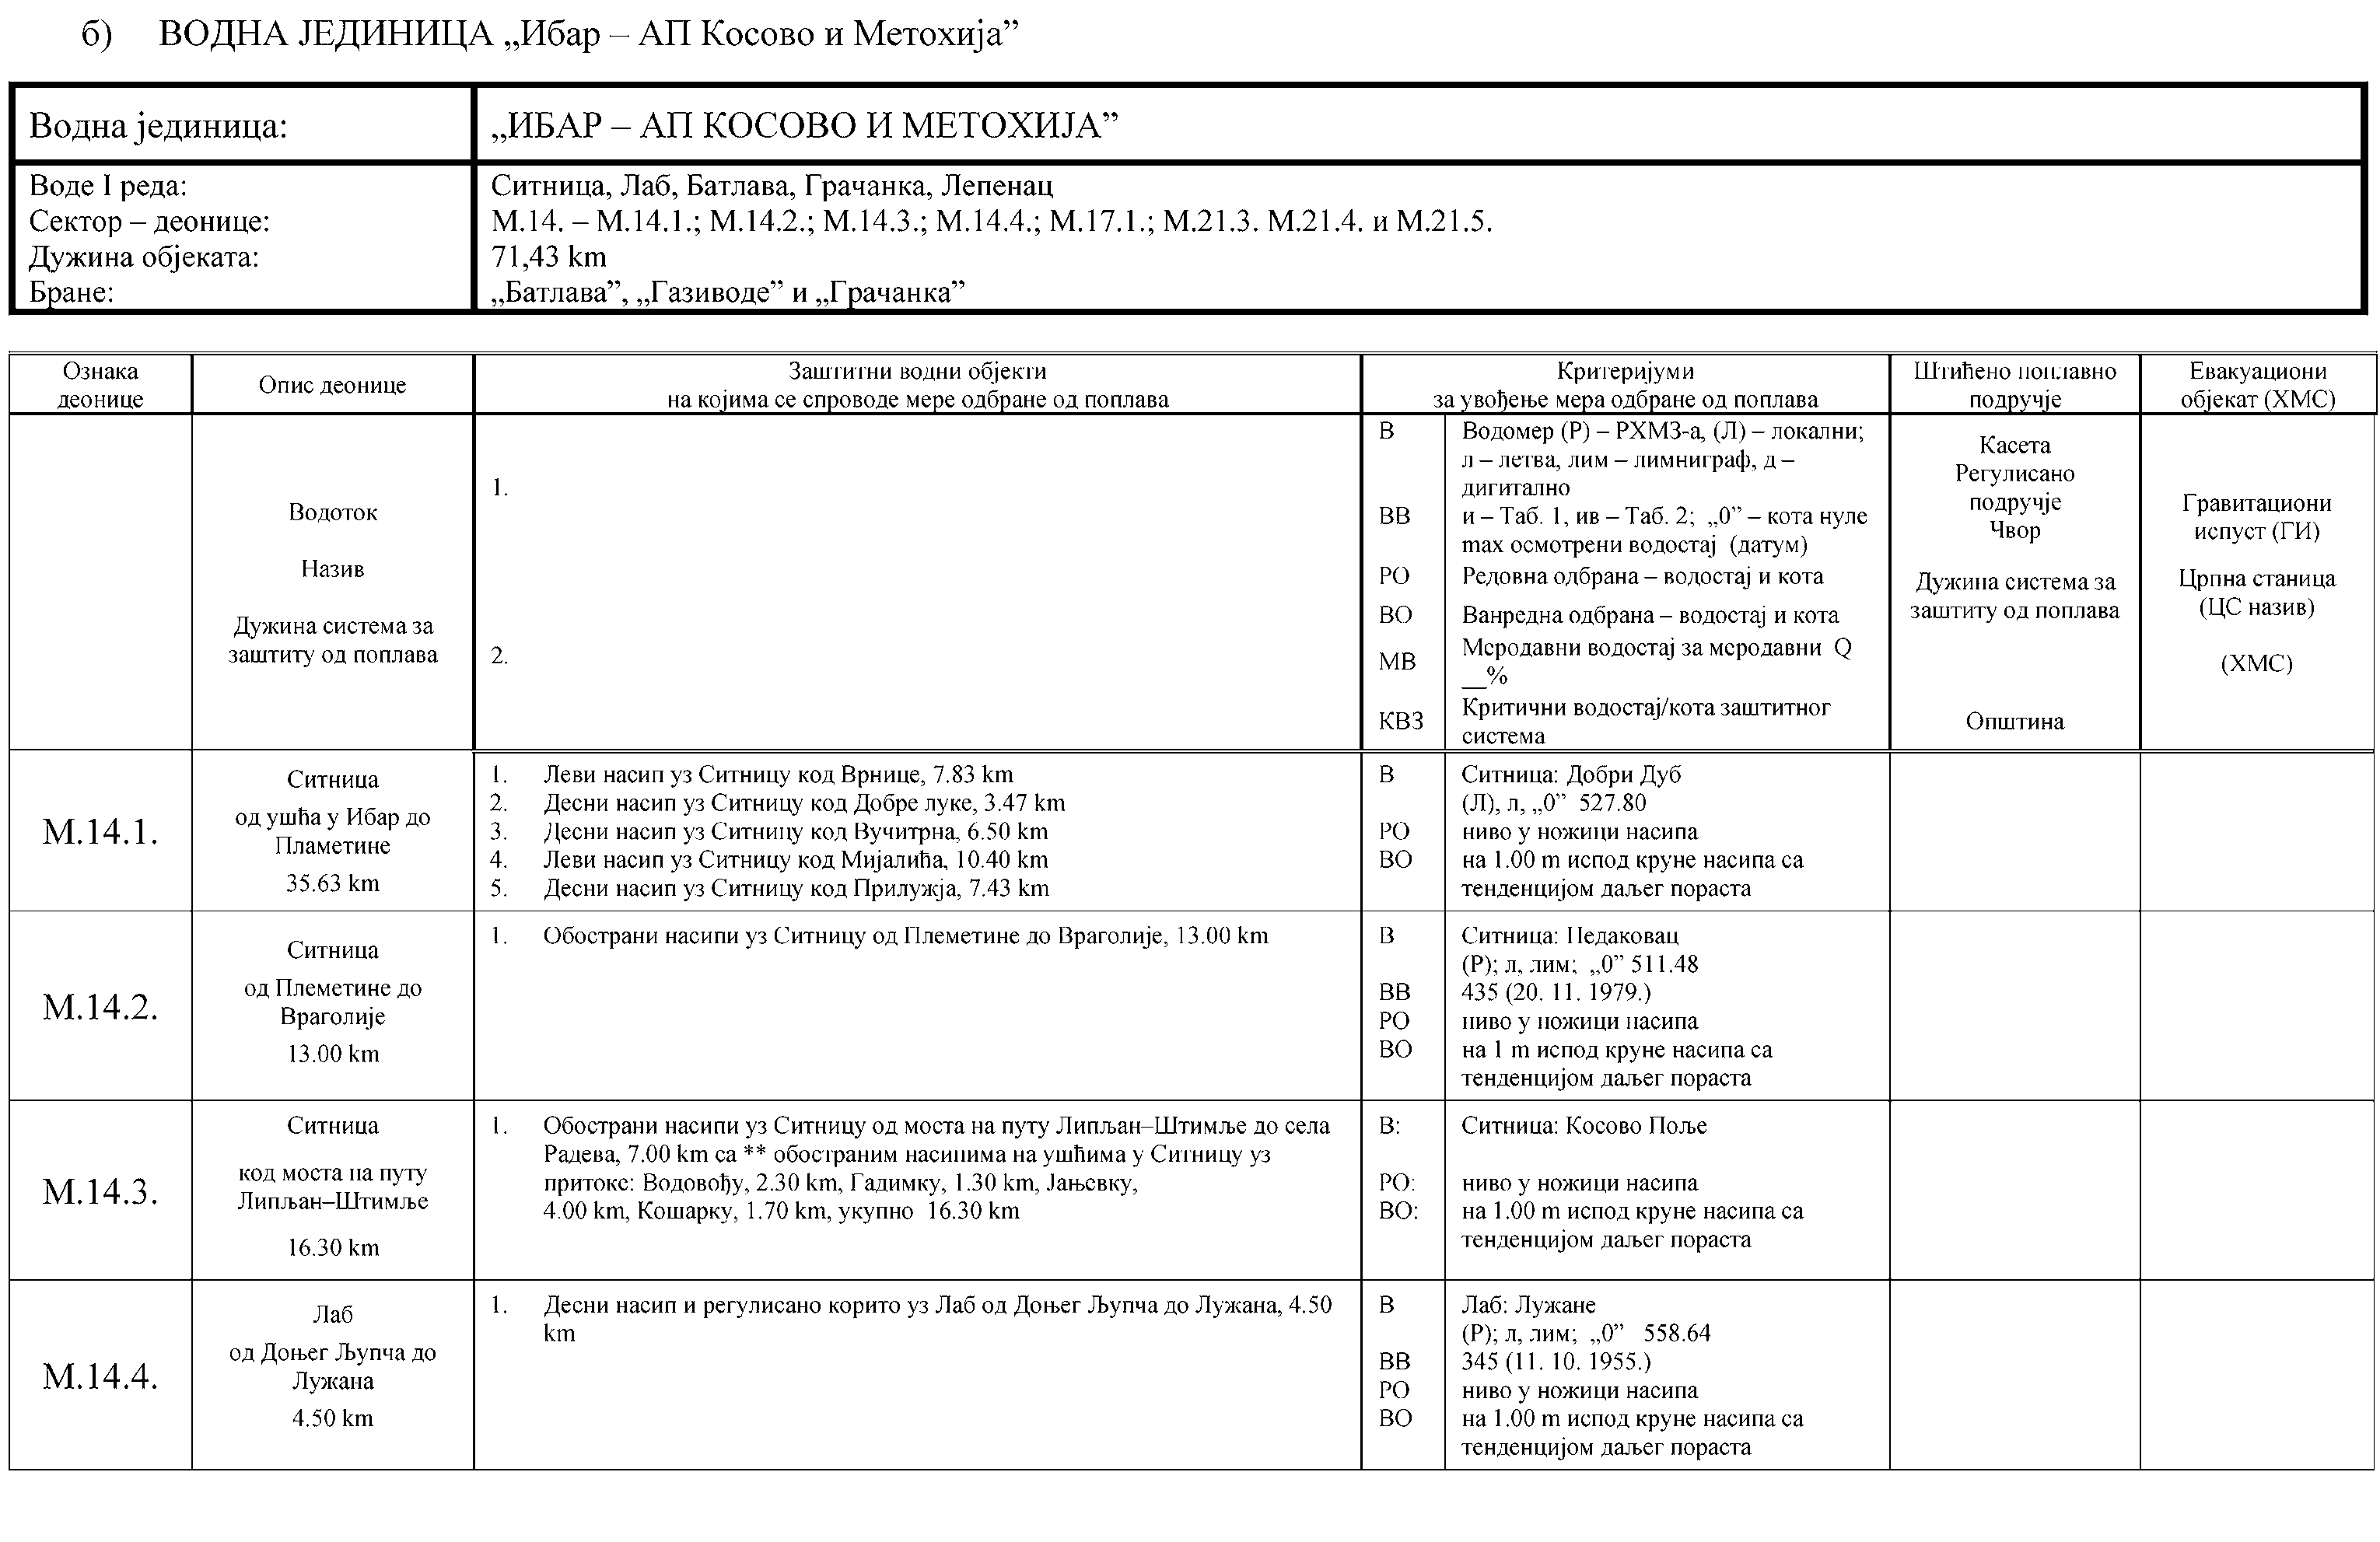 б) ВОДНА ЈЕДИНИЦА „Ибар – АП Косово и Метохија”
Водна јединица:
„ИБАР – АП КОСОВО И МЕТОХИЈА”
Воде I реда:
Ситница, Лаб, Батлава, Грачанка, Лепенац
Сектор – деонице:
М.14. – М.14.1.; М.14.2.; М.14.3.; М.14.4.; М.17.1.; М.21.3. М.21.4. и М.21.5.
Дужина објеката:
71,43 km
Бране:
„Батлава”, „Газиводе” и „Грачанка”
Ознака
деонице
Опис деонице
Заштитни водни објекти
на којима се спроводе мере одбране од поплава
Критеријуми
за увођење мера одбране од поплава
Штићено поплавно
подручје
Евакуациони
објекат (ХМС)
Водоток
Назив
Дужина система за
заштиту од поплава
1.
2.
В Водомер (Р) – РХМЗ-а, (Л) – локални;
л – летва, лим – лимниграф, д –
дигитално
ВВ и – Таб. 1, ив – Таб. 2; „0” – кота нуле
max осмотрени водостај (датум)
РО Редовна одбрана – водостај и кота
ВО Ванредна одбрана – водостај и кота
МВ Меродавни водостај за меродавни Q
__%
КВЗ Критични водостај/кота заштитног
система
Касета
Регулисано
подручје
Чвор
Дужина система за
заштиту од поплава
Општина
Гравитациони
испуст (ГИ)
Црпна станица
(ЦС назив)
(ХМС)
М.14.1.
Ситница
од ушћа у Ибар до
Пламетине
35.63 km
1. Леви насип уз Ситницу код Врнице, 7.83 km
2. Десни насип уз Ситницу код Добре луке, 3.47 km
3. Десни насип уз Ситницу код Вучитрна, 6.50 km
4. Леви насип уз Ситницу код Мијалића, 10.40 km
5. Десни насип уз Ситницу код Прилужја, 7.43 km
В Ситница: Добри Дуб
(Л), л, „0” 527.80
РО ниво у ножици насипа
ВО на 1.00 m испод круне насипа са
тенденцијом даљег пораста
М.14.2.
Ситница
од Племетине до
Враголије
13.00 km
1. Обострани насипи уз Ситницу од Племетине до Враголије, 13.00 km
В Ситница: Недаковац
(Р); л, лим; „0” 511.48
ВВ 435 (20. 11. 1979.)
РО ниво у ножици насипа
ВО на 1 m испод круне насипа са
тенденцијом даљег пораста
М.14.3.
Ситница
код моста на путу
Липљан–Штимље
16.30 km
1. Обострани насипи уз Ситницу од моста на путу Липљан–Штимље до села
Радева, 7.00 km са ** обостраним насипима на ушћима у Ситницу уз
притоке: Водовођу, 2.30 km, Гадимку, 1.30 km, Јањевку,
4.00 km, Кошарку, 1.70 km, укупно 16.30 km
В: Ситница: Косово Поље
РО: ниво у ножици насипа
ВО: на 1.00 m испод круне насипа са
тенденцијом даљег пораста
М.14.4.
Лаб
од Доњег Љупча до
Лужана
4.50 km
1. Десни насип и регулисано корито уз Лаб од Доњег Љупча до Лужана, 4.50
km
В Лаб: Лужане
(Р); л, лим; „0” 558.64
ВВ 345 (11. 10. 1955.)
РО ниво у ножици насипа
ВО на 1.00 m испод круне насипа са
тенденцијом даљег пораста